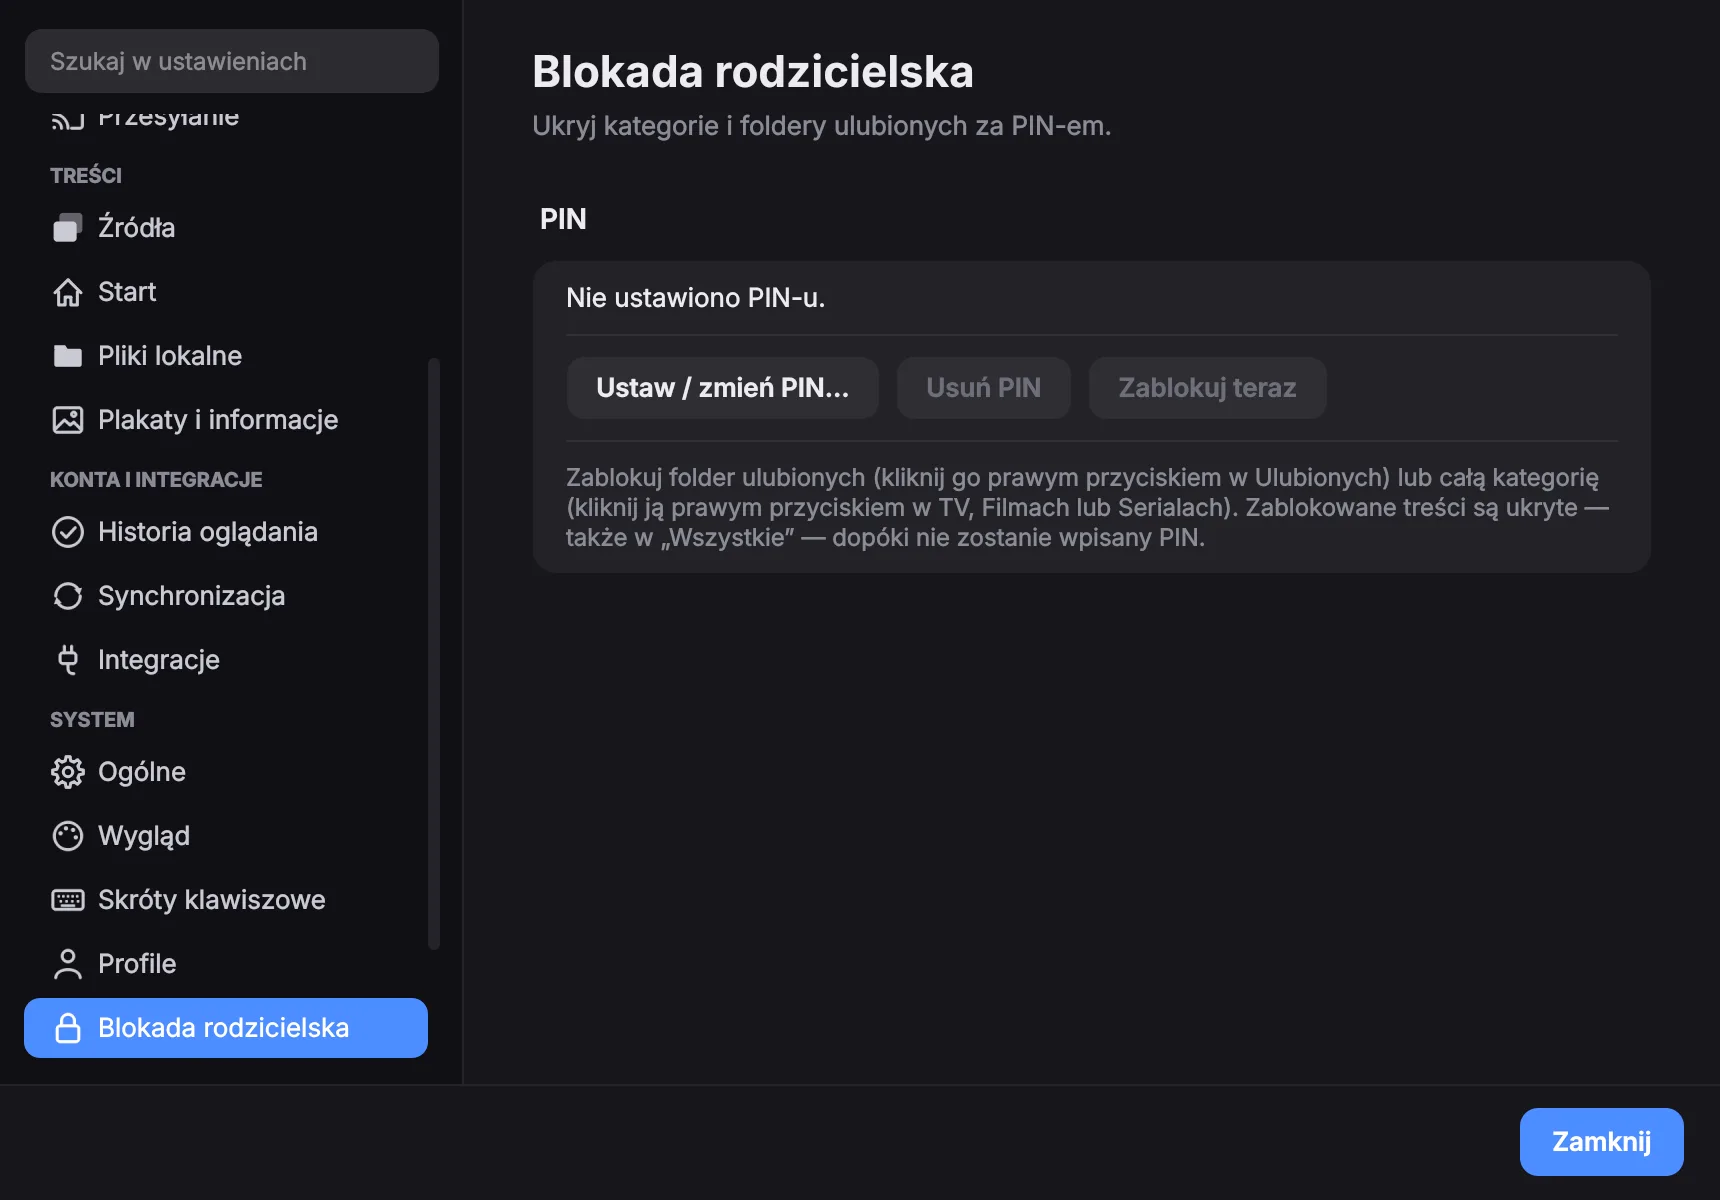 Szukaj w ustawieniach
Przesyłanie
TREŚCI
Źródła
Start
Pliki lokalne
Plakaty i informacje
KONTA I INTEGRACJE
Historia oglądania
Synchronizacja
Integracje
SYSTEM
Ogólne
Wygląd
Skróty klawiszowe
Profile
Blokada rodzicielska
Blokada rodzicielska
Ukryj kategorie i foldery ulubionych za PIN-em.
PIN
Nie ustawiono PIN-u.
Ustaw / zmień PIN...
Usuń PIN
Zablokuj teraz
Zablokuj folder ulubionych (kliknij go prawym przyciskiem w Ulubionych) lub całą kategorię
(kliknij ją prawym przyciskiem w TV, Filmach lub Serialach). Zablokowane treści są ukryte —
także w „Wszystkie” — dopóki nie zostanie wpisany PIN.
Zamknij